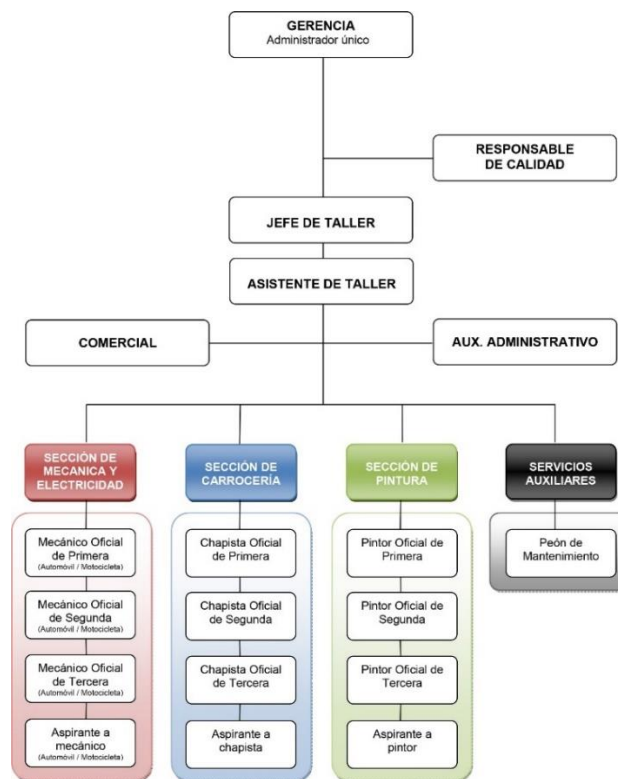 GERENCIA
Administrador único
RESPONSABLE
DE CALIDAD
JEFE DE TALLER
ASISTENTE DE TALLER
COMERCIAL
AUX. ADMINISTRATIVO
SECCIÓN DE
MECANICA Y
ELECTRICIDAD
SECCIÓN DE
CARROCERÍA
SECCIÓN DE
PINTURA
SERVICIOS
AUXILIARES
Mecánico Oficial
de Primera
(Automóvil / Motocicleta)
Mecánico Oficial
de Segunda
(Automóvil / Motocicleta)
Mecánico Oficial
de Tercera
(Automóvil / Motocicleta)
Aspirante a
mecánico
(Automóvil / Motocicleta)
Chapista Oficial
de Primera
Chapista Oficial
de Segunda
Chapista Oficial
de Tercera
Aspirante a
chapista
Pintor Oficial de
Primera
Pintor Oficial de
Segunda
Pintor Oficial de
Tercera
Aspirante a
pintor
Peón de
Mantenimiento